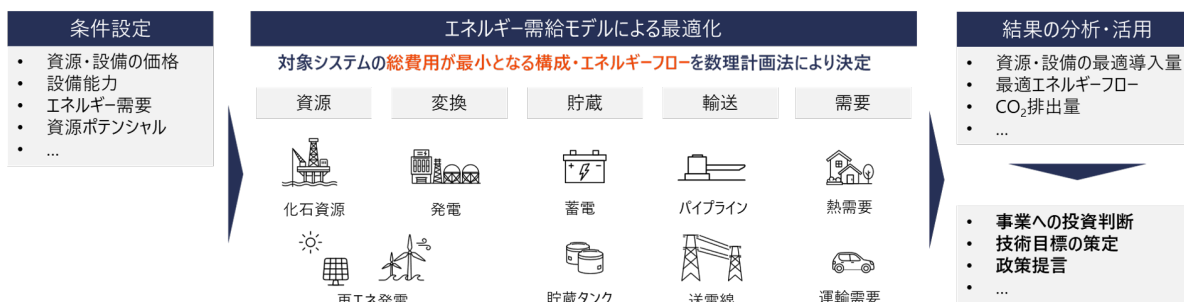 条件設定
• 資源・設備の価格
• 設備能力
• エネルギー需要
• 資源ポテンシャル
• ...
エネルギー需給モデルによる最適化
対象システムの総費用が最小となる構成・エネルギーフローを数理計画法により決定
資源 変換 貯蔵 輸送 需要
化石資源 発電 蓄電 パイプライン 熱需要
再エネ発電 貯蔵タンク 送電線 運輸需要
結果の分析・活用
• 資源・設備の最適導入量
• 最適エネルギーフロー
• CO₂排出量
• ...
• 事業への投資判断
• 技術目標の策定
• 政策提言
• ...